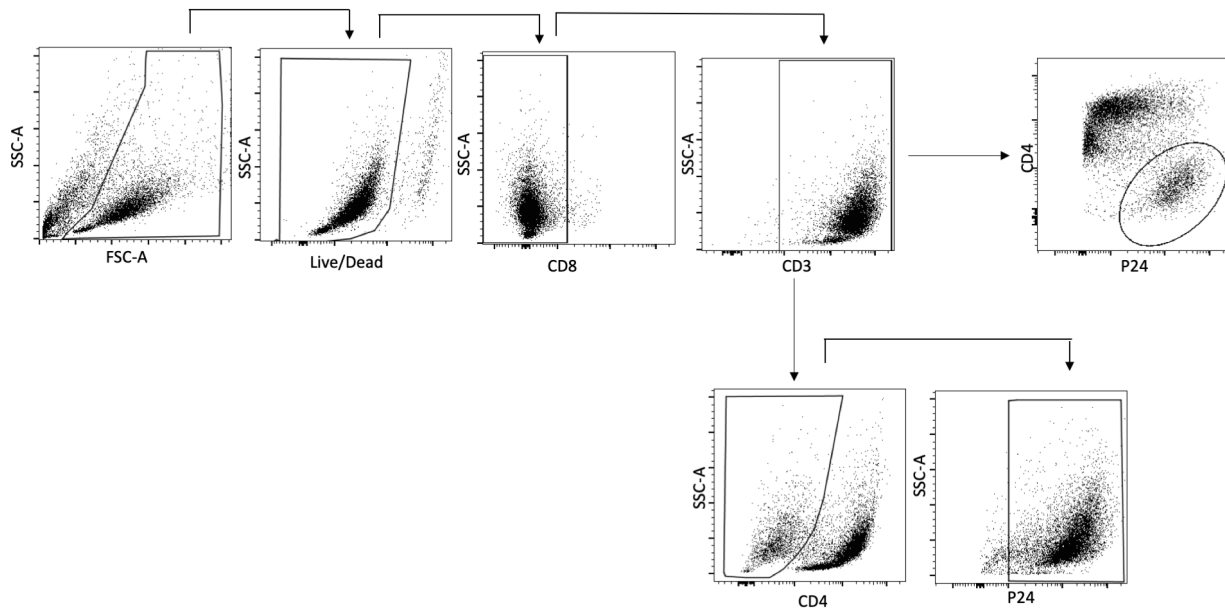 SSC-A
FSC-A
SSC-A
Live/Dead
SSC-A
CD8
SSC-A
CD3
CD4
P24
SSC-A
CD4
SSC-A
P24